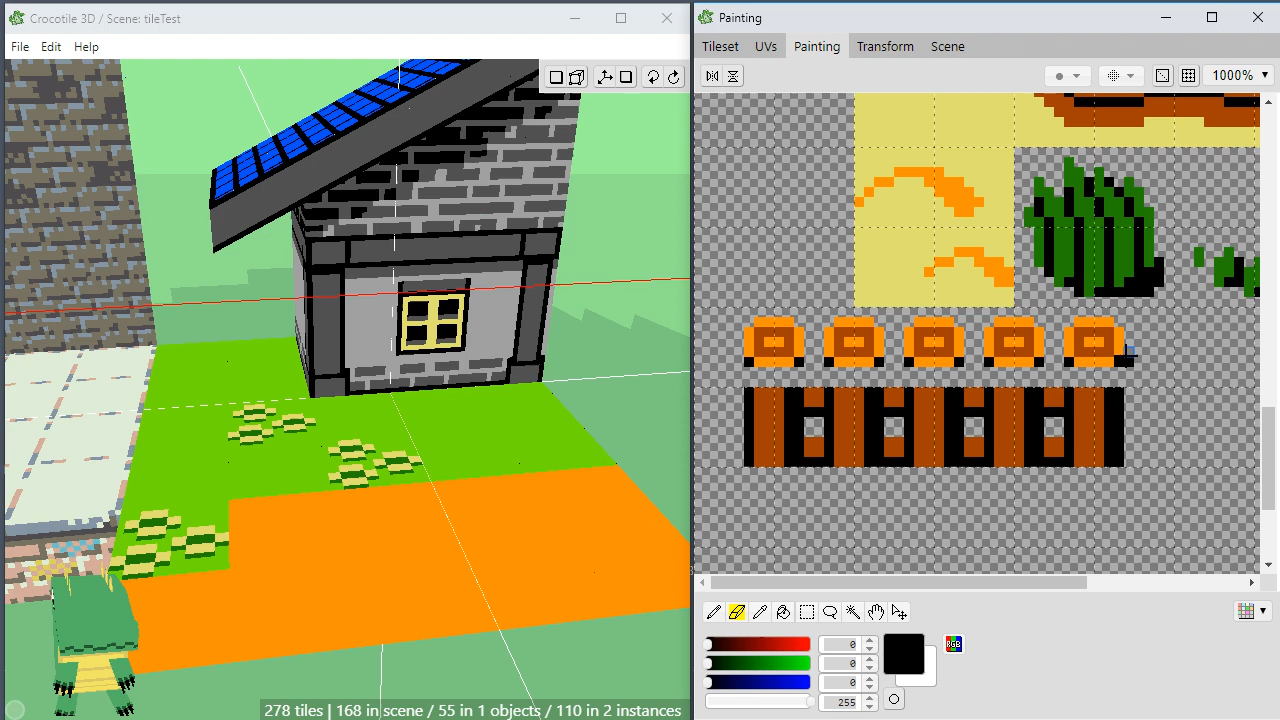 Crocotile 3D / Scene: tileTest
File Edit Help
278 tiles | 168 in scene / 55 in 1 objects / 110 in 2 instances
Painting
Tileset UVs Painting Transform Scene
1000%
0
0
0
255
RGB